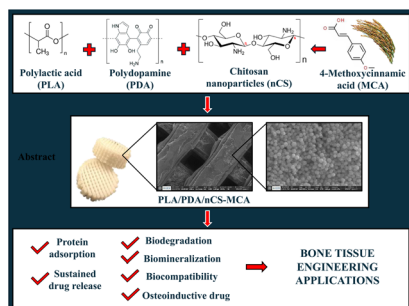 Polylactic acid
(PLA)
Polydopamine
(PDA)
Chitosan
nanoparticles (nCS)
4-Methoxycinnamic
acid (MCA)
Abstract
PLA/PDA/nCS-MCA
Protein
adsorption
Sustained
drug release
Biodegradation
Biomineralization
Biocompatibility
Osteoinductive drug
BONE TISSUE
ENGINEERING
APPLICATIONS